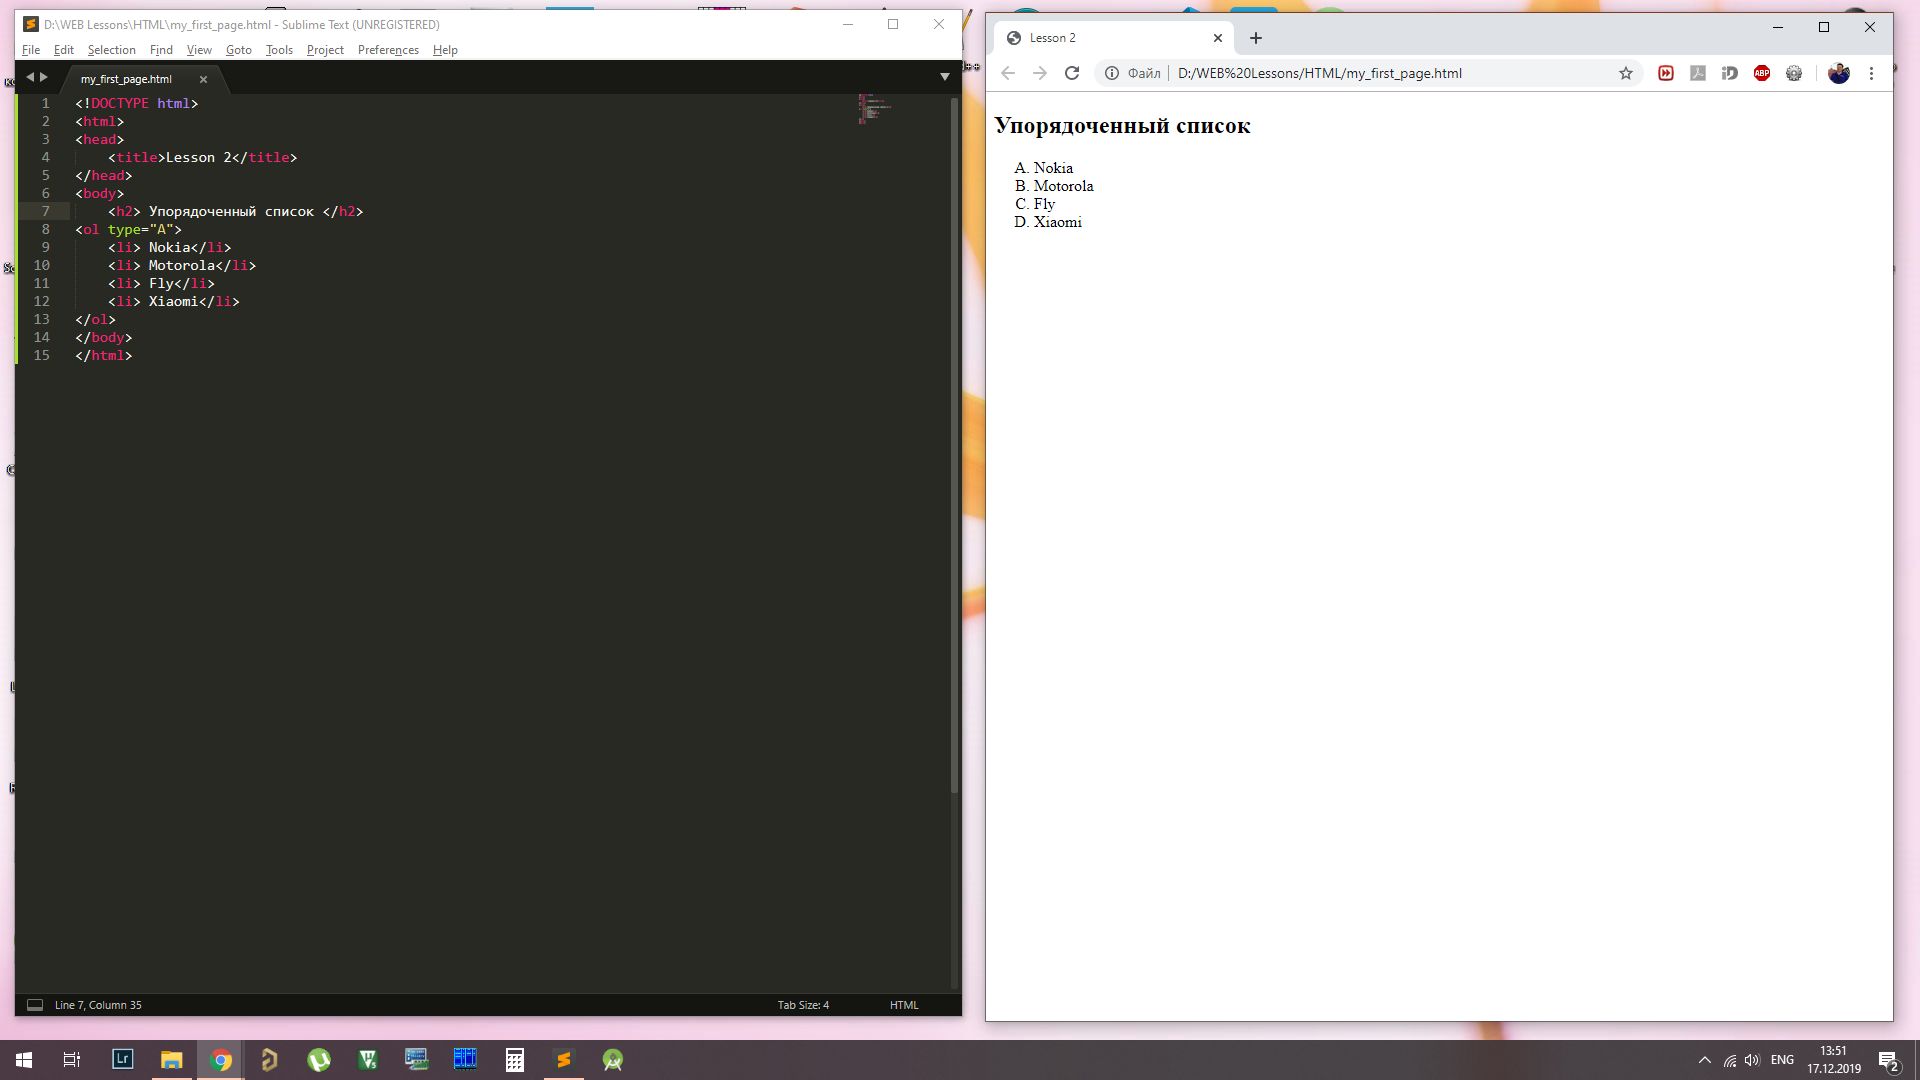 D:\WEB Lessons\HTML\my_first_page.html - Sublime Text (UNREGISTERED)
File Edit Selection Find View Goto Tools Project Preferences Help
my_first_page.html
1 <!DOCTYPE html>
2 <html>
3 <head>
4 <title>Lesson 2</title>
5 </head>
6 <body>
7 <h2> Упорядоченный список </h2>
8 <ol type="A">
9 <li> Nokia</li>
10 <li> Motorola</li>
11 <li> Fly</li>
12 <li> Xiaomi</li>
13 </ol>
14 </body>
15 </html>
Line 7, Column 35
Tab Size: 4
HTML
Lesson 2
Файл D:/WEB%20Lessons/HTML/my_first_page.html
ABP
Упорядоченный список
A. Nokia
B. Motorola
C. Fly
D. Xiaomi
Lr
ENG
13:51
17.12.2019
2